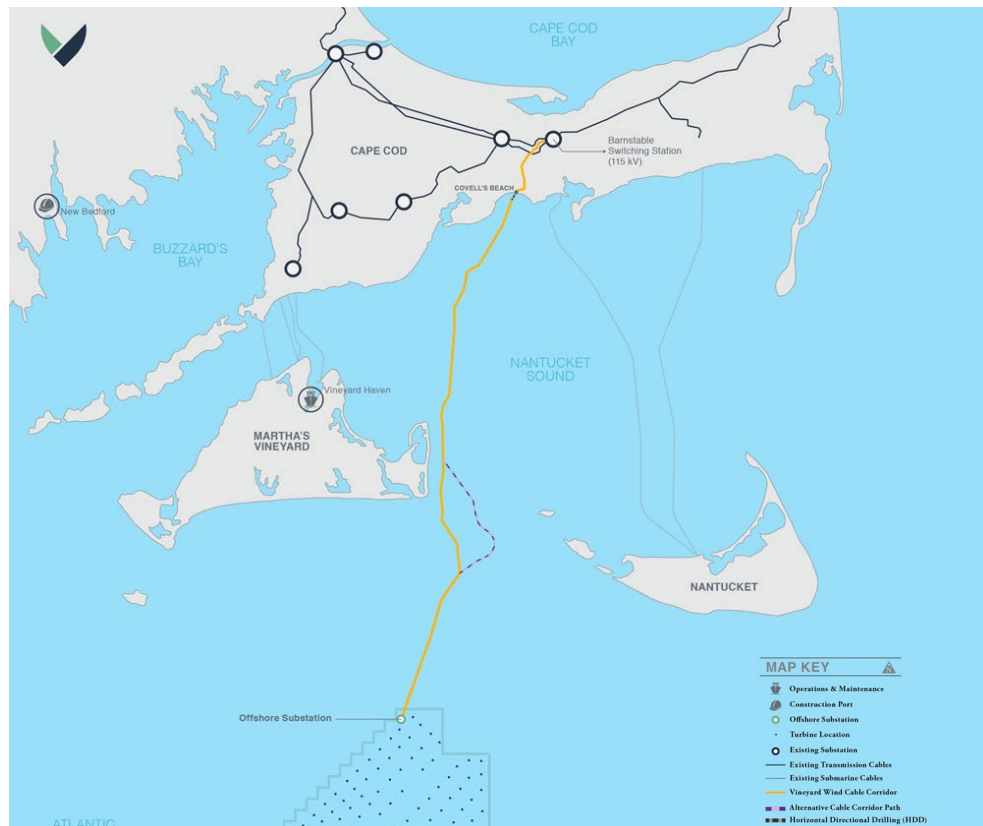 CAPE COD
BAY
CAPE COD
Barnstable
Switching Station
(115 kV)
COVELL'S BEACH
New Bedford
BUZZARD'S
BAY
NANTUCKET
SOUND
Vineyard Haven
MARTHA'S
VINEYARD
NANTUCKET
Offshore Substation
ATLANTIC
MAP KEY
N
Operations & Maintenance
Construction Port
Offshore Substation
Turbine Location
Existing Substation
Existing Transmission Cables
Existing Submarine Cables
Vineyard Wind Cable Corridor
Alternative Cable Corridor Path
Horizontal Directional Drilling (HDD)